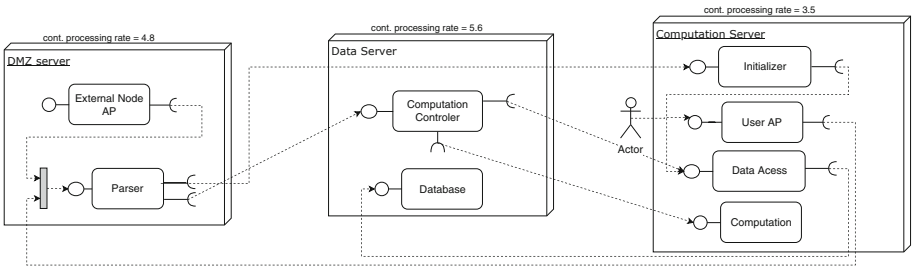 cont. processing rate = 4.8
DMZ server
External Node
AP
Parser
cont. processing rate = 5.6
Data Server
Computation
Controler
Database
Actor
cont. processing rate = 3.5
Computation Server
Initializer
User AP
Data Acess
Computation